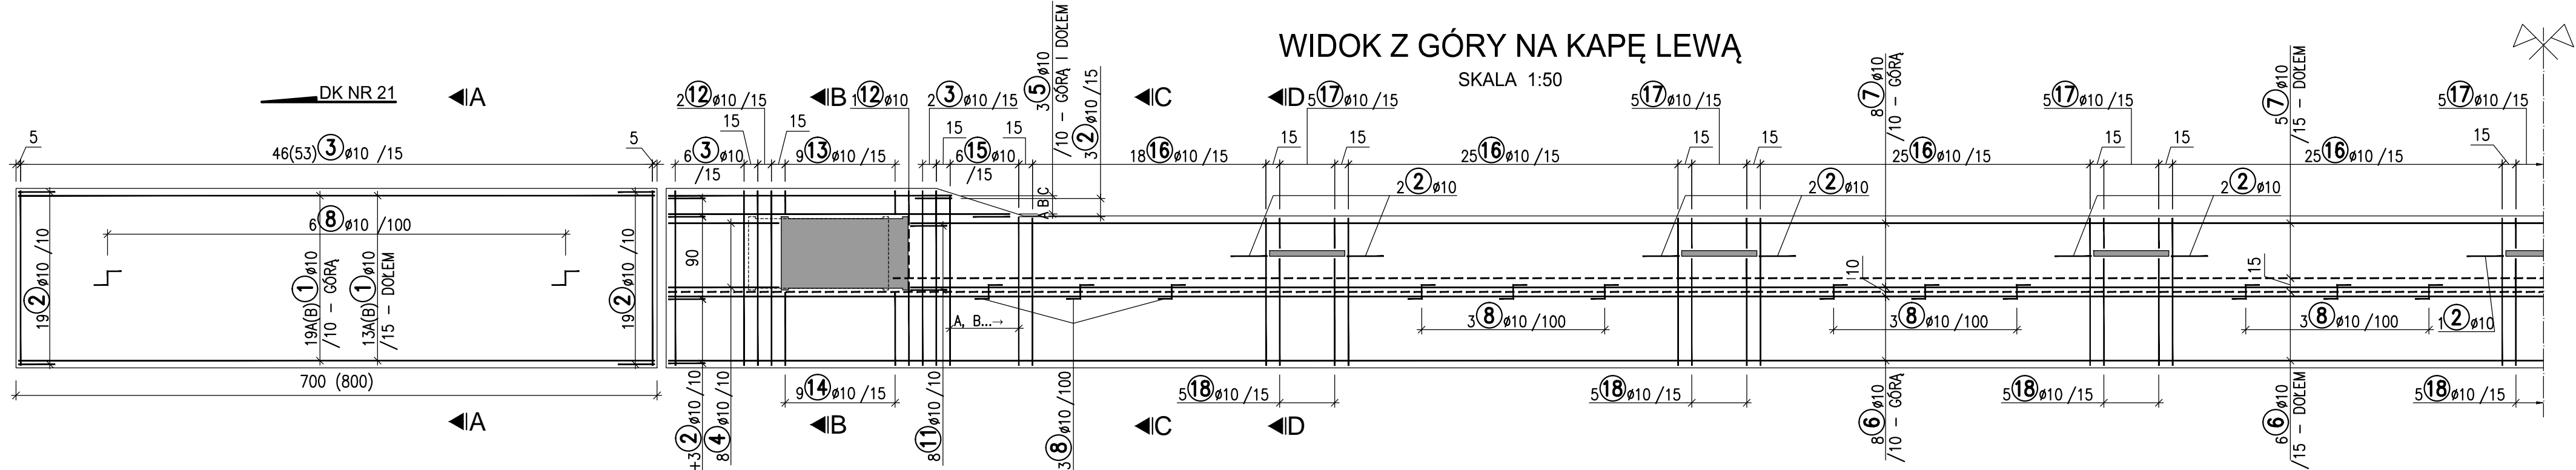 WIDOK Z GÓRY NA KAPĘ LEWĄ
SKALA 1:50
DK NR 21
A
B
C
D
2 12 ø10 /15
1 12 ø10
2 3 ø10 /15
3 5 ø10
/10 - GÓRĄ I DOŁEM
3 2 ø10 /15
5 17 ø10 /15
5 17 ø10 /15
8 7 ø10
/10 - GÓRĄ
5 17 ø10 /15
5 7 ø10
/15 - DOŁEM
5 17 ø10 /15
5
46(53) 3 ø10 /15
5
15
15
6 3 ø10
/15
9 13 ø10 /15
15
15
6 15 ø10
/15
18 16 ø10 /15
15
15
25 16 ø10 /15
15
15
25 16 ø10 /15
15
15
25 16 ø10 /15
15
2 2 ø10
2 2 ø10
2 2 ø10
2 2 ø10
2 2 ø10
A B C
6 8 ø10 /100
19 2 ø10 /10
19A(B) 1 ø10
/10 - GÓRĄ
13A(B) 1 ø10
/15 - DOŁEM
19 2 ø10 /10
90
10
15
A, B...→
3 8 ø10 /100
3 8 ø10 /100
3 8 ø10 /100
1 2 ø10
700 (800)
+3 2 ø10 /10
8 4 ø10 /10
9 14 ø10 /15
8 11 ø10 /10
3 8 ø10 /100
5 18 ø10 /15
5 18 ø10 /15
8 6 ø10
/10 - GÓRĄ
5 18 ø10 /15
6 6 ø10
/15 - DOŁEM
5 18 ø10 /15
A
B
C
D